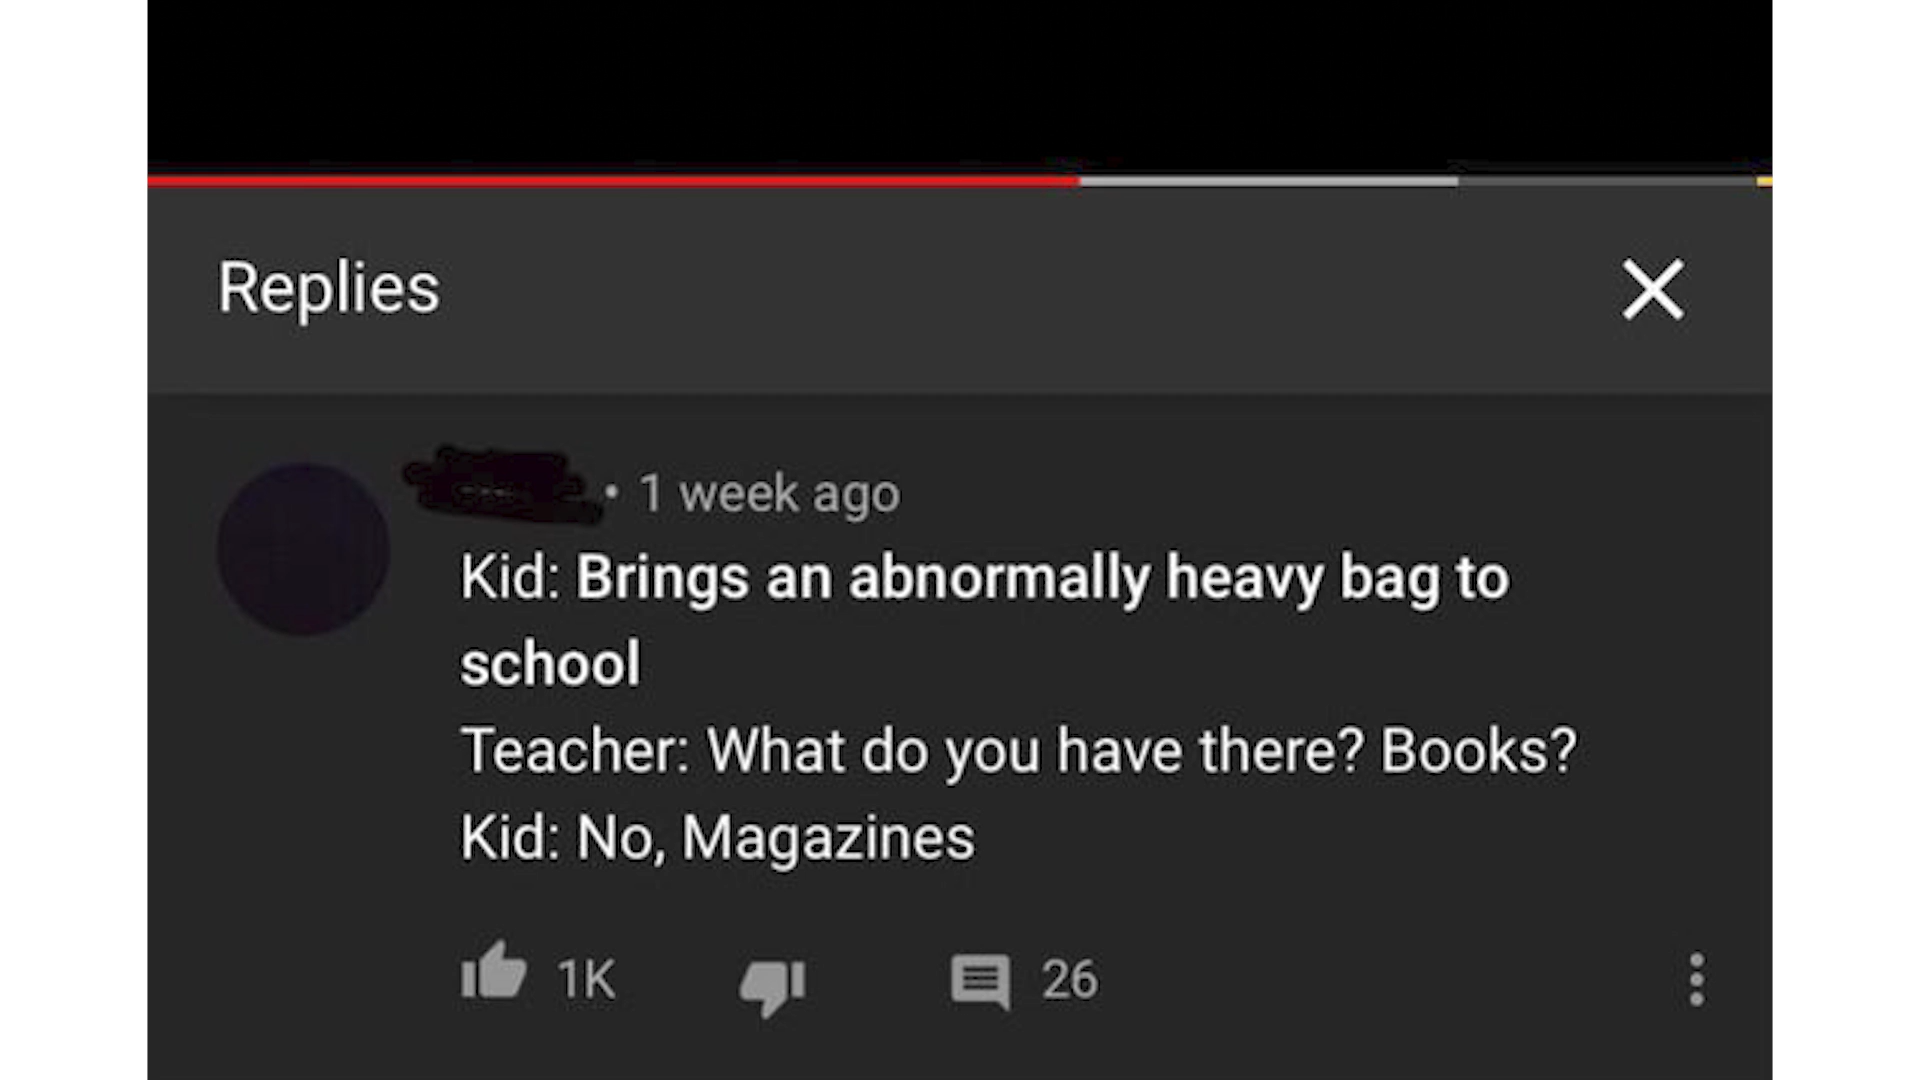 Replies
• 1 week ago
Kid: Brings an abnormally heavy bag to
school
Teacher: What do you have there? Books?
Kid: No, Magazines
1K 26